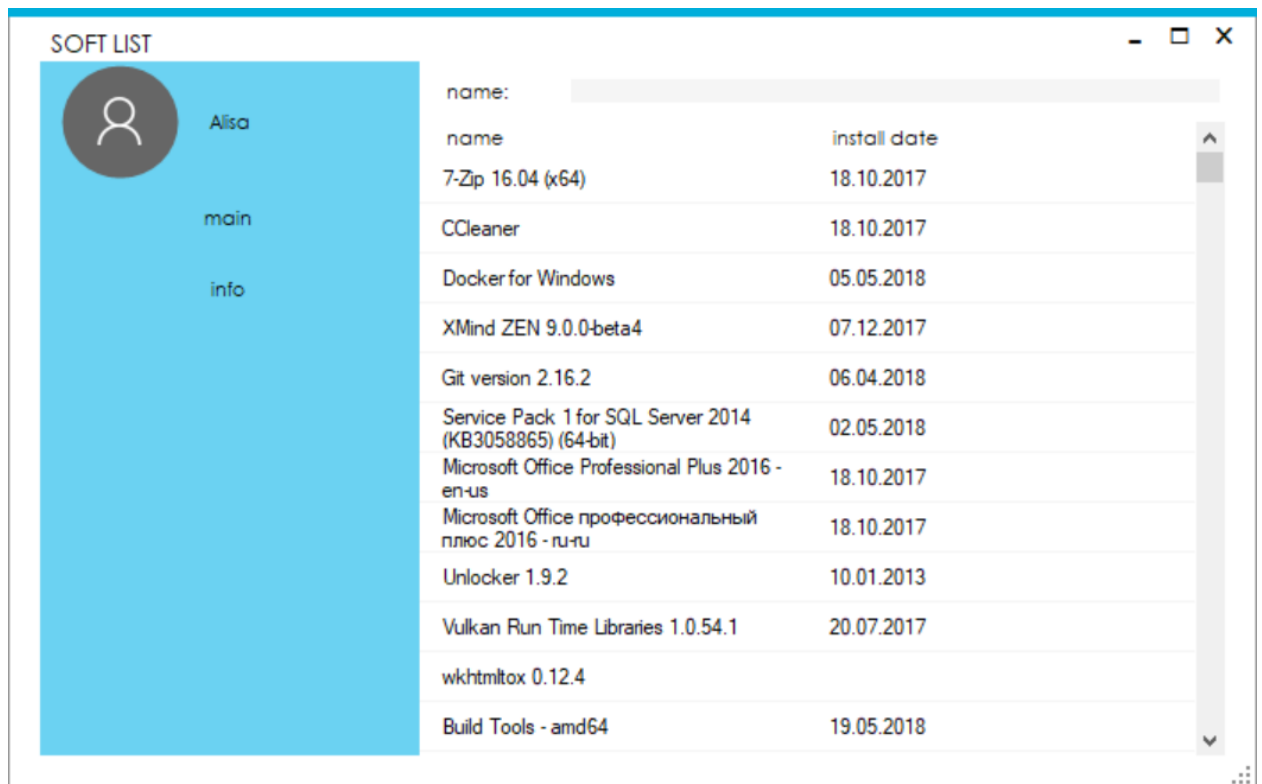 SOFT LIST
Alisa
main
info
name:
name install date
7-Zip 16.04 (x64) 18.10.2017
CCleaner 18.10.2017
Docker for Windows 05.05.2018
XMind ZEN 9.0.0-beta4 07.12.2017
Git version 2.16.2 06.04.2018
Service Pack 1 for SQL Server 2014
(KB3058865) (64-bit) 02.05.2018
Microsoft Office Professional Plus 2016 -
en-us 18.10.2017
Microsoft Office профессиональный
плюс 2016 - ru-ru 18.10.2017
Unlocker 1.9.2 10.01.2013
Vulkan Run Time Libraries 1.0.54.1 20.07.2017
wkhtmltox 0.12.4
Build Tools - amd64 19.05.2018